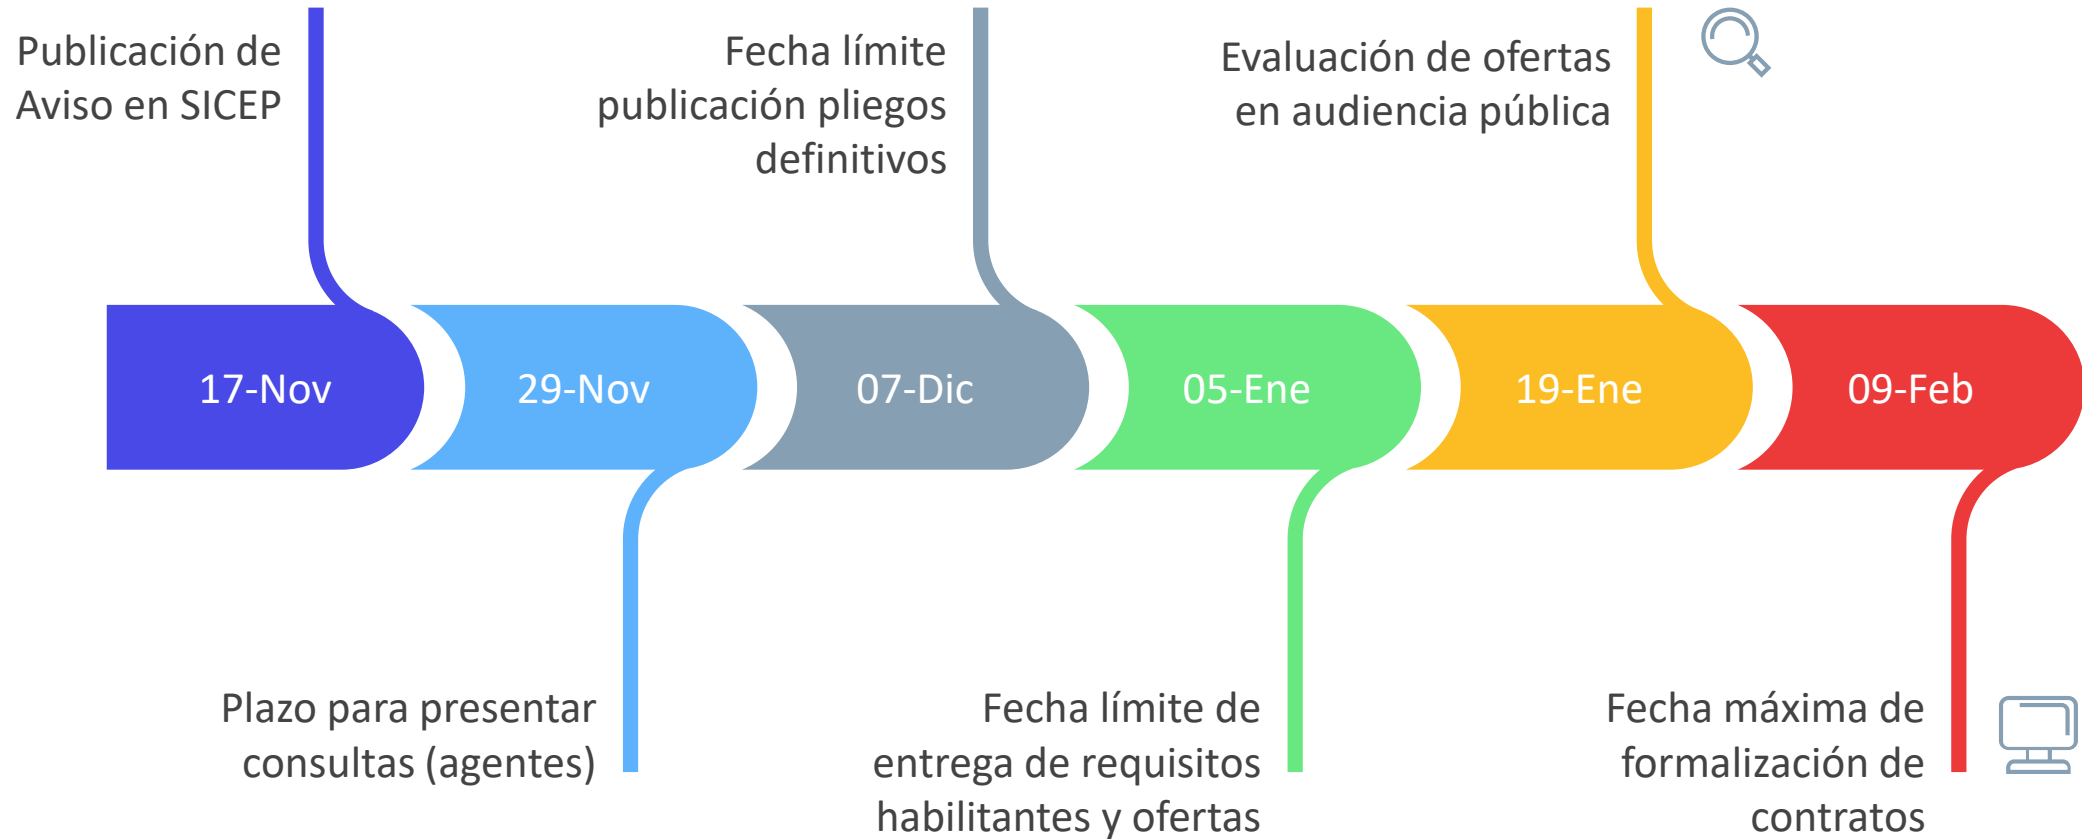 Publicación de
Aviso en SICEP
Fecha límite
publicación pliegos
definitivos
Evaluación de ofertas
en audiencia pública
17-Nov
29-Nov
07-Dic
05-Ene
19-Ene
09-Feb
Plazo para presentar
consultas (agentes)
Fecha límite de
entrega de requisitos
habilitantes y ofertas
Fecha máxima de
formalización de
contratos